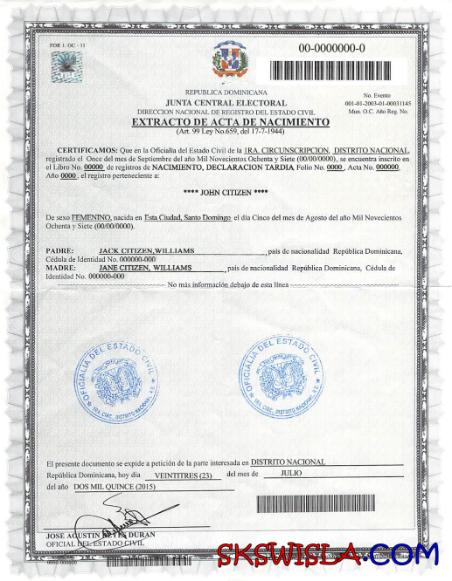 FOR 1. OC - 11
00-0000000-0
REPUBLICA DOMINICANA
JUNTA CENTRAL ELECTORAL
DIRECCION NACIONAL DE REGISTRO DEL ESTADO CIVIL
EXTRACTO DE ACTA DE NACIMIENTO
(Art. 99 Ley No.659, del 17-7-1944)
No. Evento
001-01-2003-01-00031145
Mun. O.C. Año Reg. No.
CERTIFICAMOS: Que en la Oficialía del Estado Civil de la 1RA. CIRCUNSCRIPCION, DISTRITO NACIONAL,
registrado el Once del mes de Septiembre del año Mil Novecientos Ochenta y Siete (00/00/0000), se encuentra inscrito en
el Libro No. 00000 de registros de NACIMIENTO, DECLARACION TARDIA Folio No. 0000 , Acta No. 000000,
Año 0000 , el registro perteneciente a:
**** JOHN CITIZEN ****
De sexo FEMENINO, nacida en Esta Ciudad, Santo Domingo el día Cinco del mes de Agosto del año Mil Novecientos
Ochenta y Siete (00/00/0000).
PADRE: JACK CITIZEN,WILLIAMS , país de nacionalidad República Dominicana,
Cédula de Identidad No. 000000-000
MADRE: JANE CITIZEN, WILLIAMS , país de nacionalidad República Dominicana, Cédula de
Identidad No. 000000-000
No más información debajo de esta línea
OFICIALIA DEL ESTADO CIVIL
1RA. CIRC. DISTRITO NACIONAL, R.D.
OFICIALIA DEL ESTADO CIVIL
1RA. CIRC. DISTRITO NACIONAL, R.D.
El presente documento se expide a petición de la parte interesada en DISTRITO NACIONAL
República Dominicana, hoy día VEINTITRES (23) del mes de JULIO
del año DOS MIL QUINCE (2015)
JOSE AGUSTIN REYES DURAN
OFICIAL DEL ESTADO CIVIL
SKSWISLA.COM